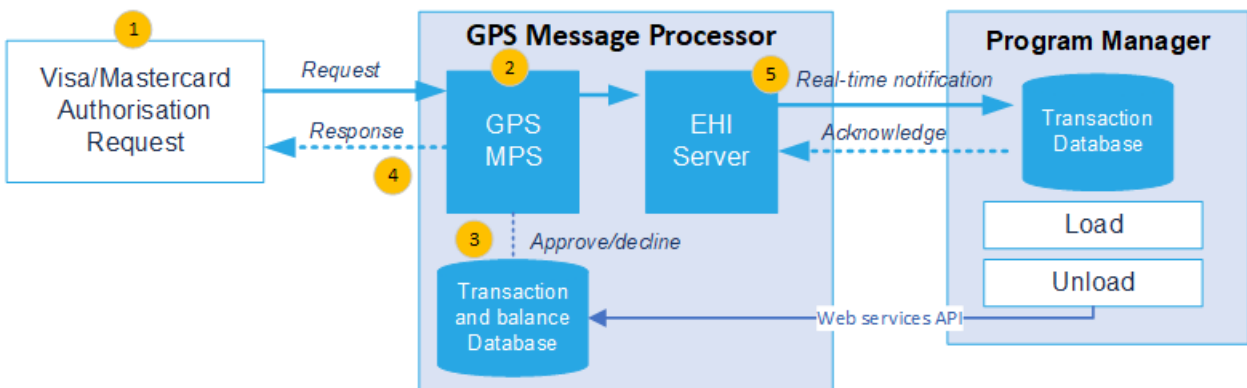 1
Visa/Mastercard
Authorisation
Request
Request
Response
4
GPS Message Processor
2
GPS
MPS
EHI
Server
5
3
Approve/decline
Transaction
and balance
Database
Real-time notification
Acknowledge
Program Manager
Transaction
Database
Load
Unload
Web services API